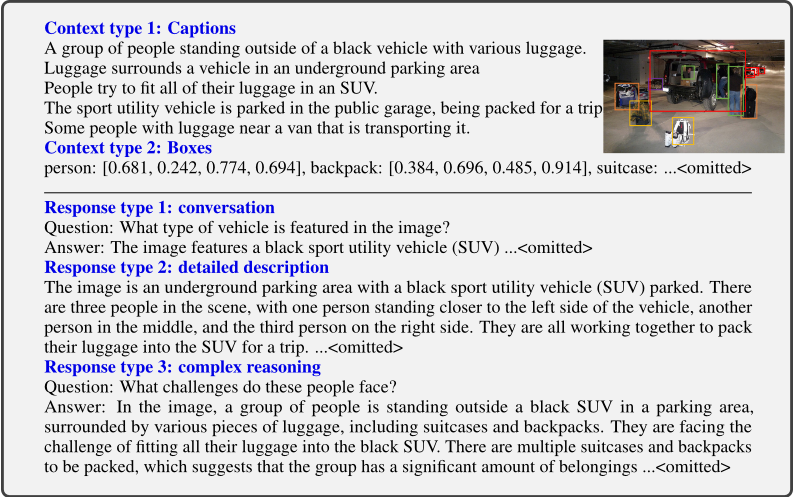 Context type 1: Captions
A group of people standing outside of a black vehicle with various luggage.
Luggage surrounds a vehicle in an underground parking area
People try to fit all of their luggage in an SUV.
The sport utility vehicle is parked in the public garage, being packed for a trip
Some people with luggage near a van that is transporting it.
Context type 2: Boxes
person: [0.681, 0.242, 0.774, 0.694], backpack: [0.384, 0.696, 0.485, 0.914], suitcase: ...<omitted>
Response type 1: conversation
Question: What type of vehicle is featured in the image?
Answer: The image features a black sport utility vehicle (SUV) ...<omitted>
Response type 2: detailed description
The image is an underground parking area with a black sport utility vehicle (SUV) parked. There
are three people in the scene, with one person standing closer to the left side of the vehicle, another
person in the middle, and the third person on the right side. They are all working together to pack
their luggage into the SUV for a trip. ...<omitted>
Response type 3: complex reasoning
Question: What challenges do these people face?
Answer: In the image, a group of people is standing outside a black SUV in a parking area,
surrounded by various pieces of luggage, including suitcases and backpacks. They are facing the
challenge of fitting all their luggage into the black SUV. There are multiple suitcases and backpacks
to be packed, which suggests that the group has a significant amount of belongings ...<omitted>